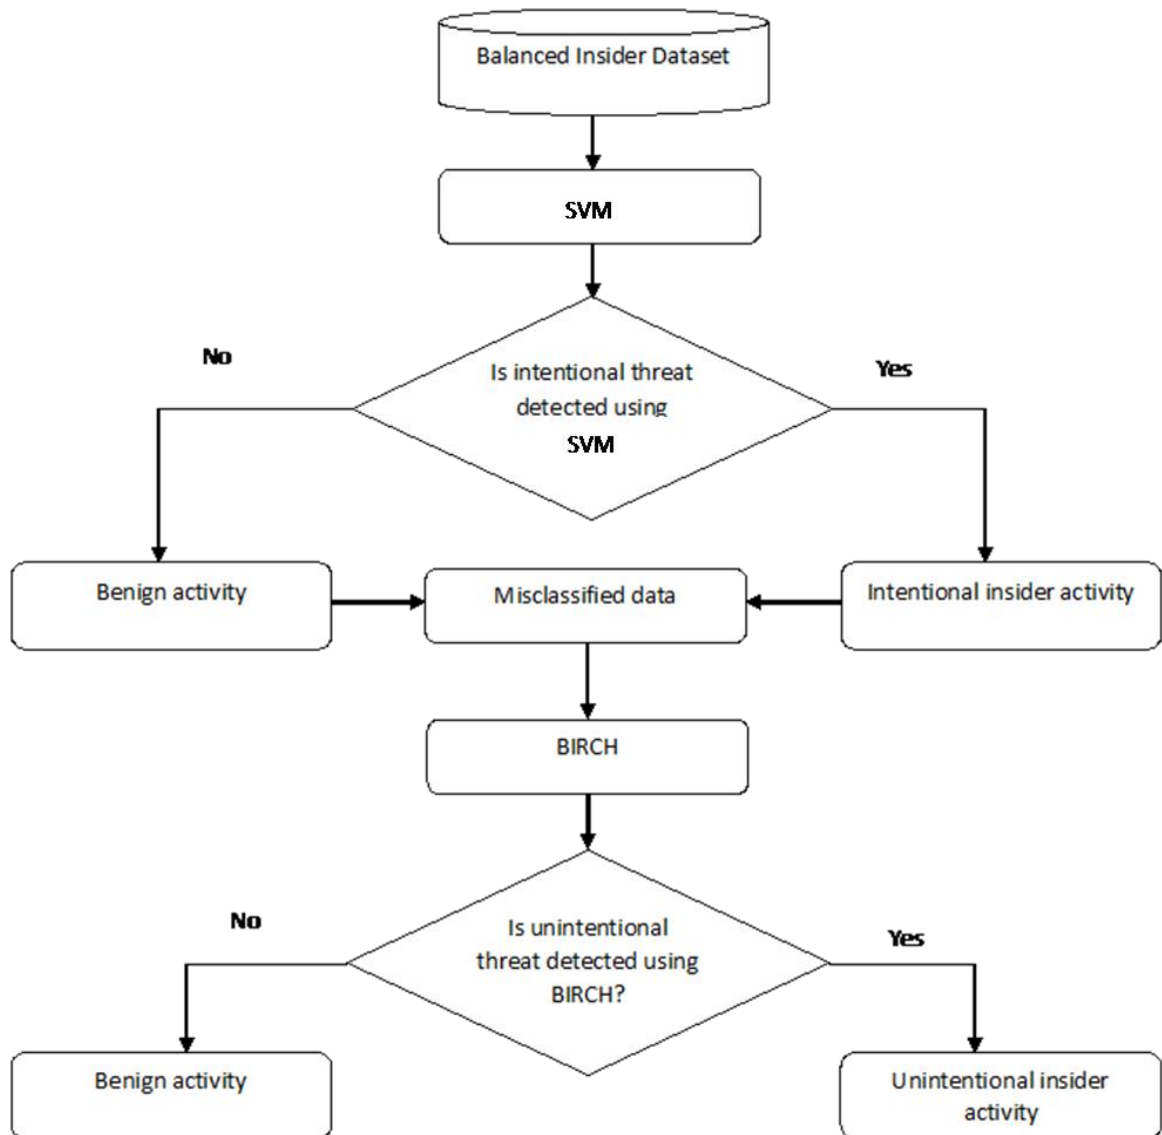 Balanced Insider Dataset
SVM
No
Yes
Is intentional threat
detected using
SVM
Benign activity
Misclassified data
Intentional insider activity
BIRCH
No
Yes
Is unintentional
threat detected using
BIRCH?
Benign activity
Unintentional insider
activity